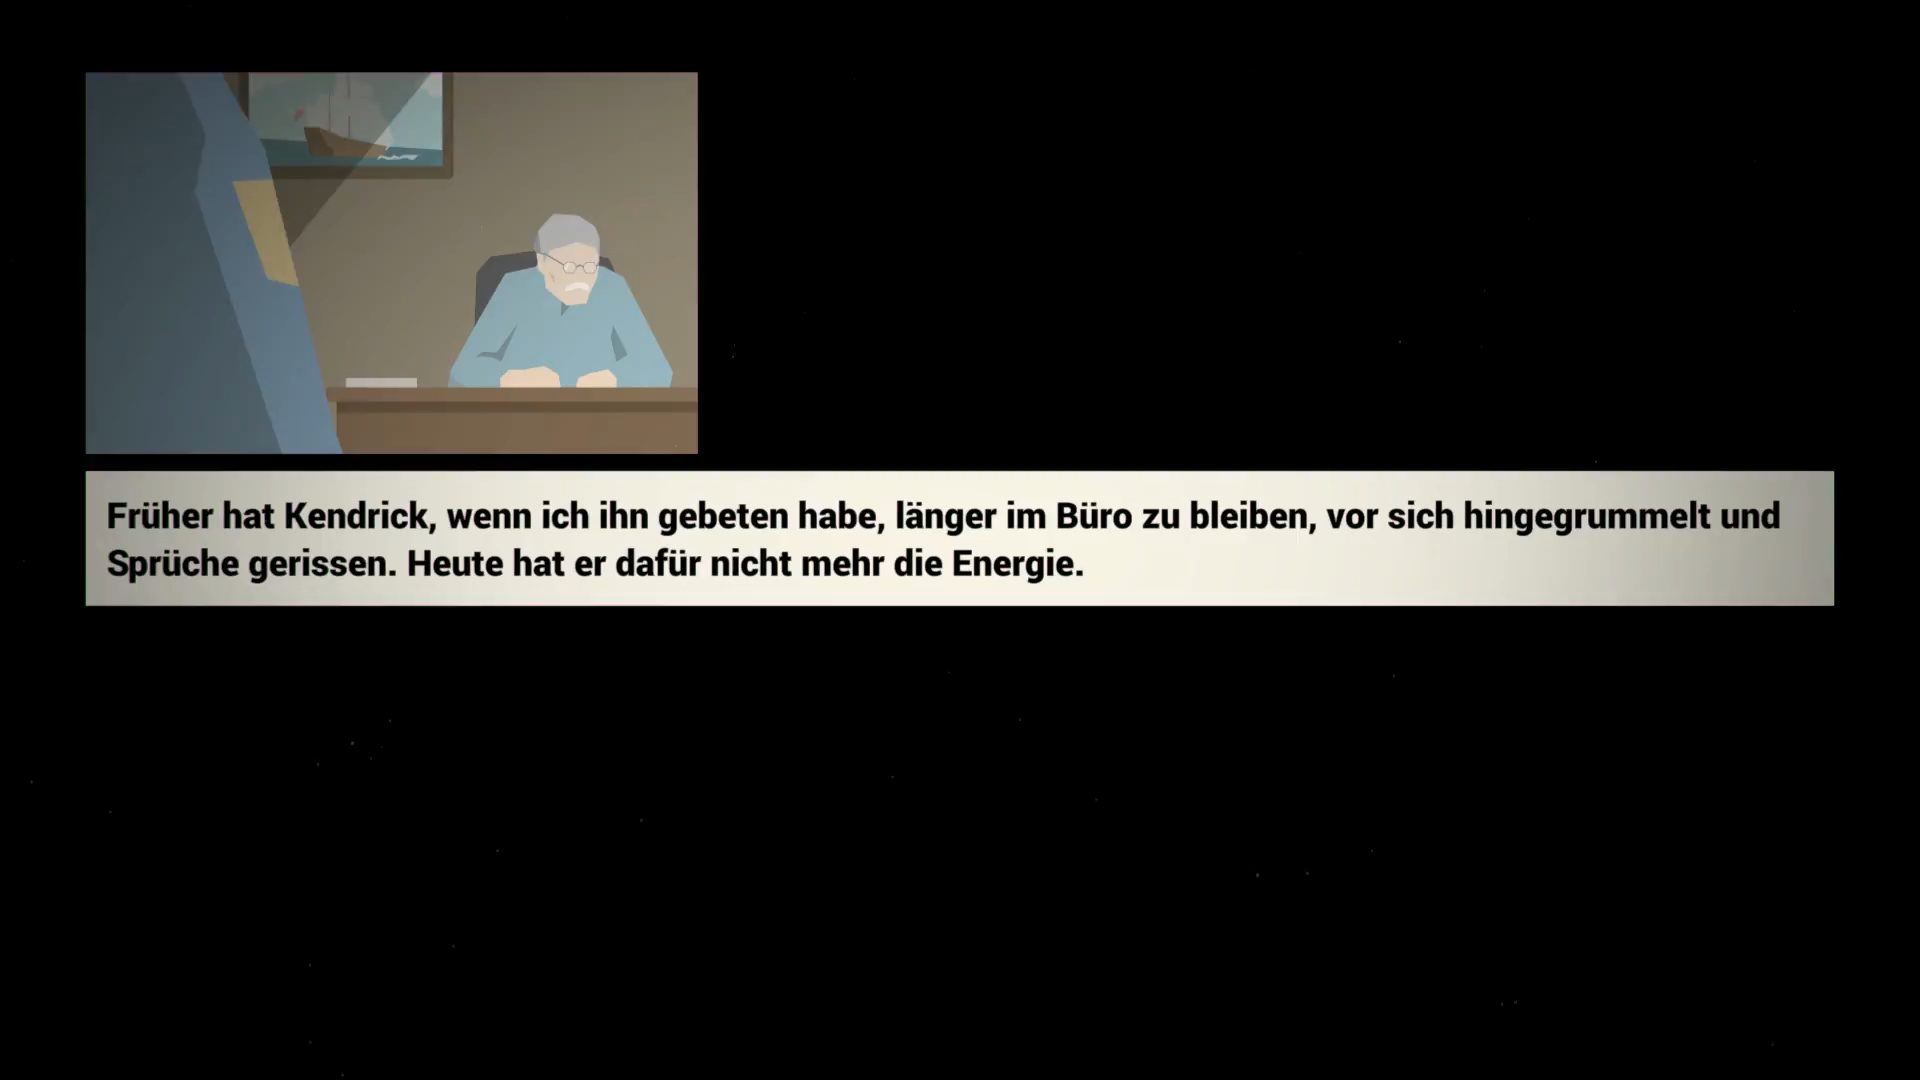 Früher hat Kendrick, wenn ich ihn gebeten habe, länger im Büro zu bleiben, vor sich hingegrummelt und
Sprüche gerissen. Heute hat er dafür nicht mehr die Energie.